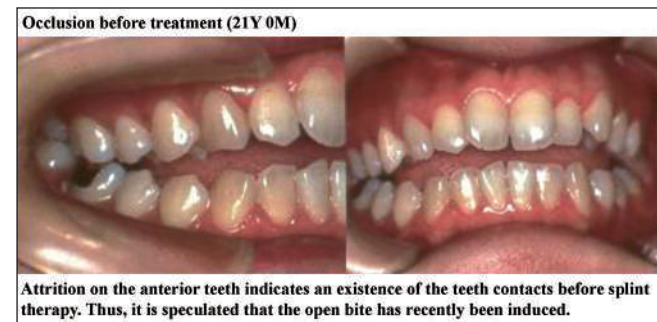 Occlusion before treatment (21Y 0M)
Attrition on the anterior teeth indicates an existence of the teeth contacts before splint
therapy. Thus, it is speculated that the open bite has recently been induced.